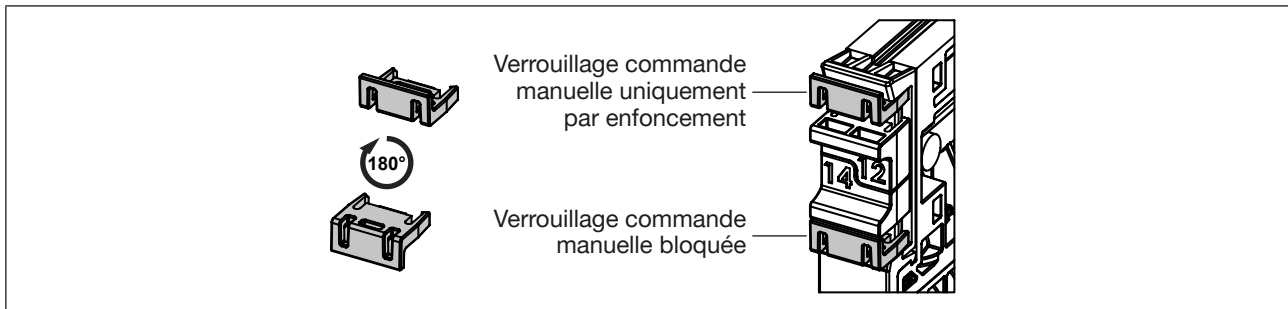 Verrouillage commande
manuelle uniquement
par enfoncement
180°
14 12
Verrouillage commande
manuelle bloquée